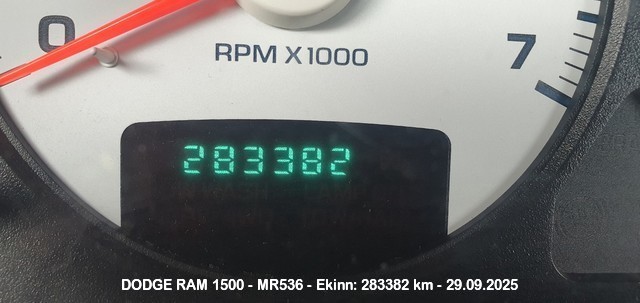 0
RPM X1000
7
283382
DODGE RAM 1500 - MR536 - Ekinn: 283382 km - 29.09.2025